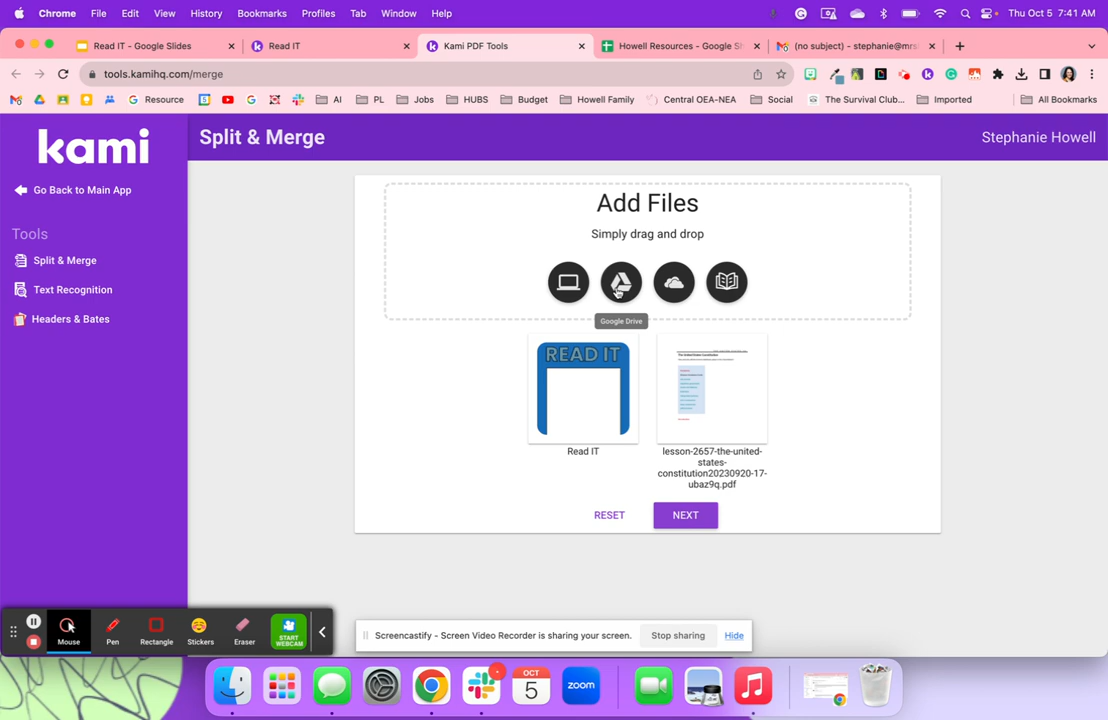 Chrome File Edit View History Bookmarks Profiles Tab Window Help Thu Oct 5 7:41 AM
Read IT - Google Slides Read IT Kami PDF Tools Howell Resources - Google Sh (no subject) - stephanie@mrs
tools.kamihq.com/merge
Resource AI PL Jobs HUBS Budget Howell Family Central OEA-NEA Social The Survival Club... Imported All Bookmarks
kami Split & Merge Stephanie Howell
Go Back to Main App
Tools
Split & Merge
Text Recognition
Headers & Bates
Add Files
Simply drag and drop
Google Drive
READ IT
The United States Constitution
Read IT
lesson-2657-the-united-
states-
constitution20230920-17-
ubaz9q.pdf
RESET NEXT
Mouse Pen Rectangle Stickers Eraser START
WEBCAM
Screencastify - Screen Video Recorder is sharing your screen. Stop sharing Hide
OCT
5
zoom